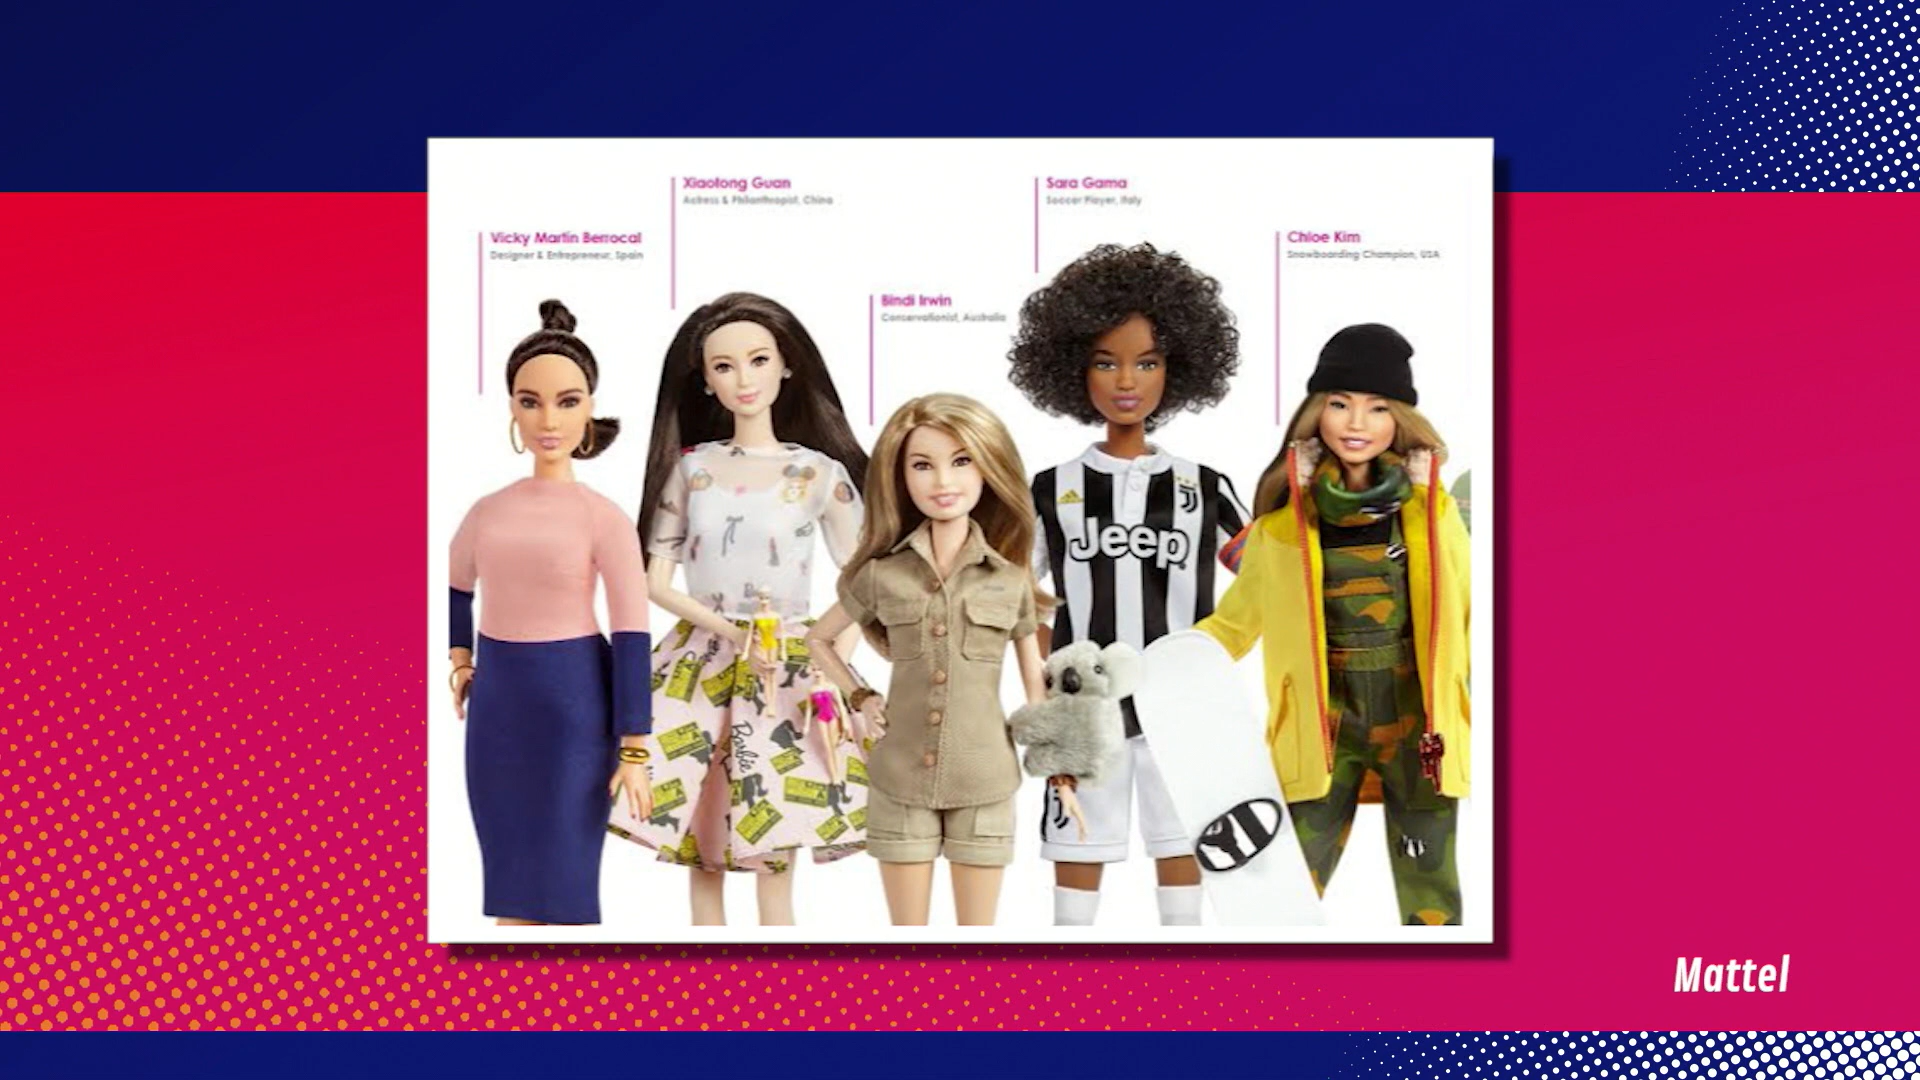 Xiaotong Guan
Actress & Philanthropist, China
Sara Gama
Soccer Player, Italy
Vicky Martin Berrocal
Designer & Entrepreneur, Spain
Chloe Kim
Snowboarding Champion, USA
Bindi Irwin
Conservationist, Australia
Jeep
Barbie
Mattel